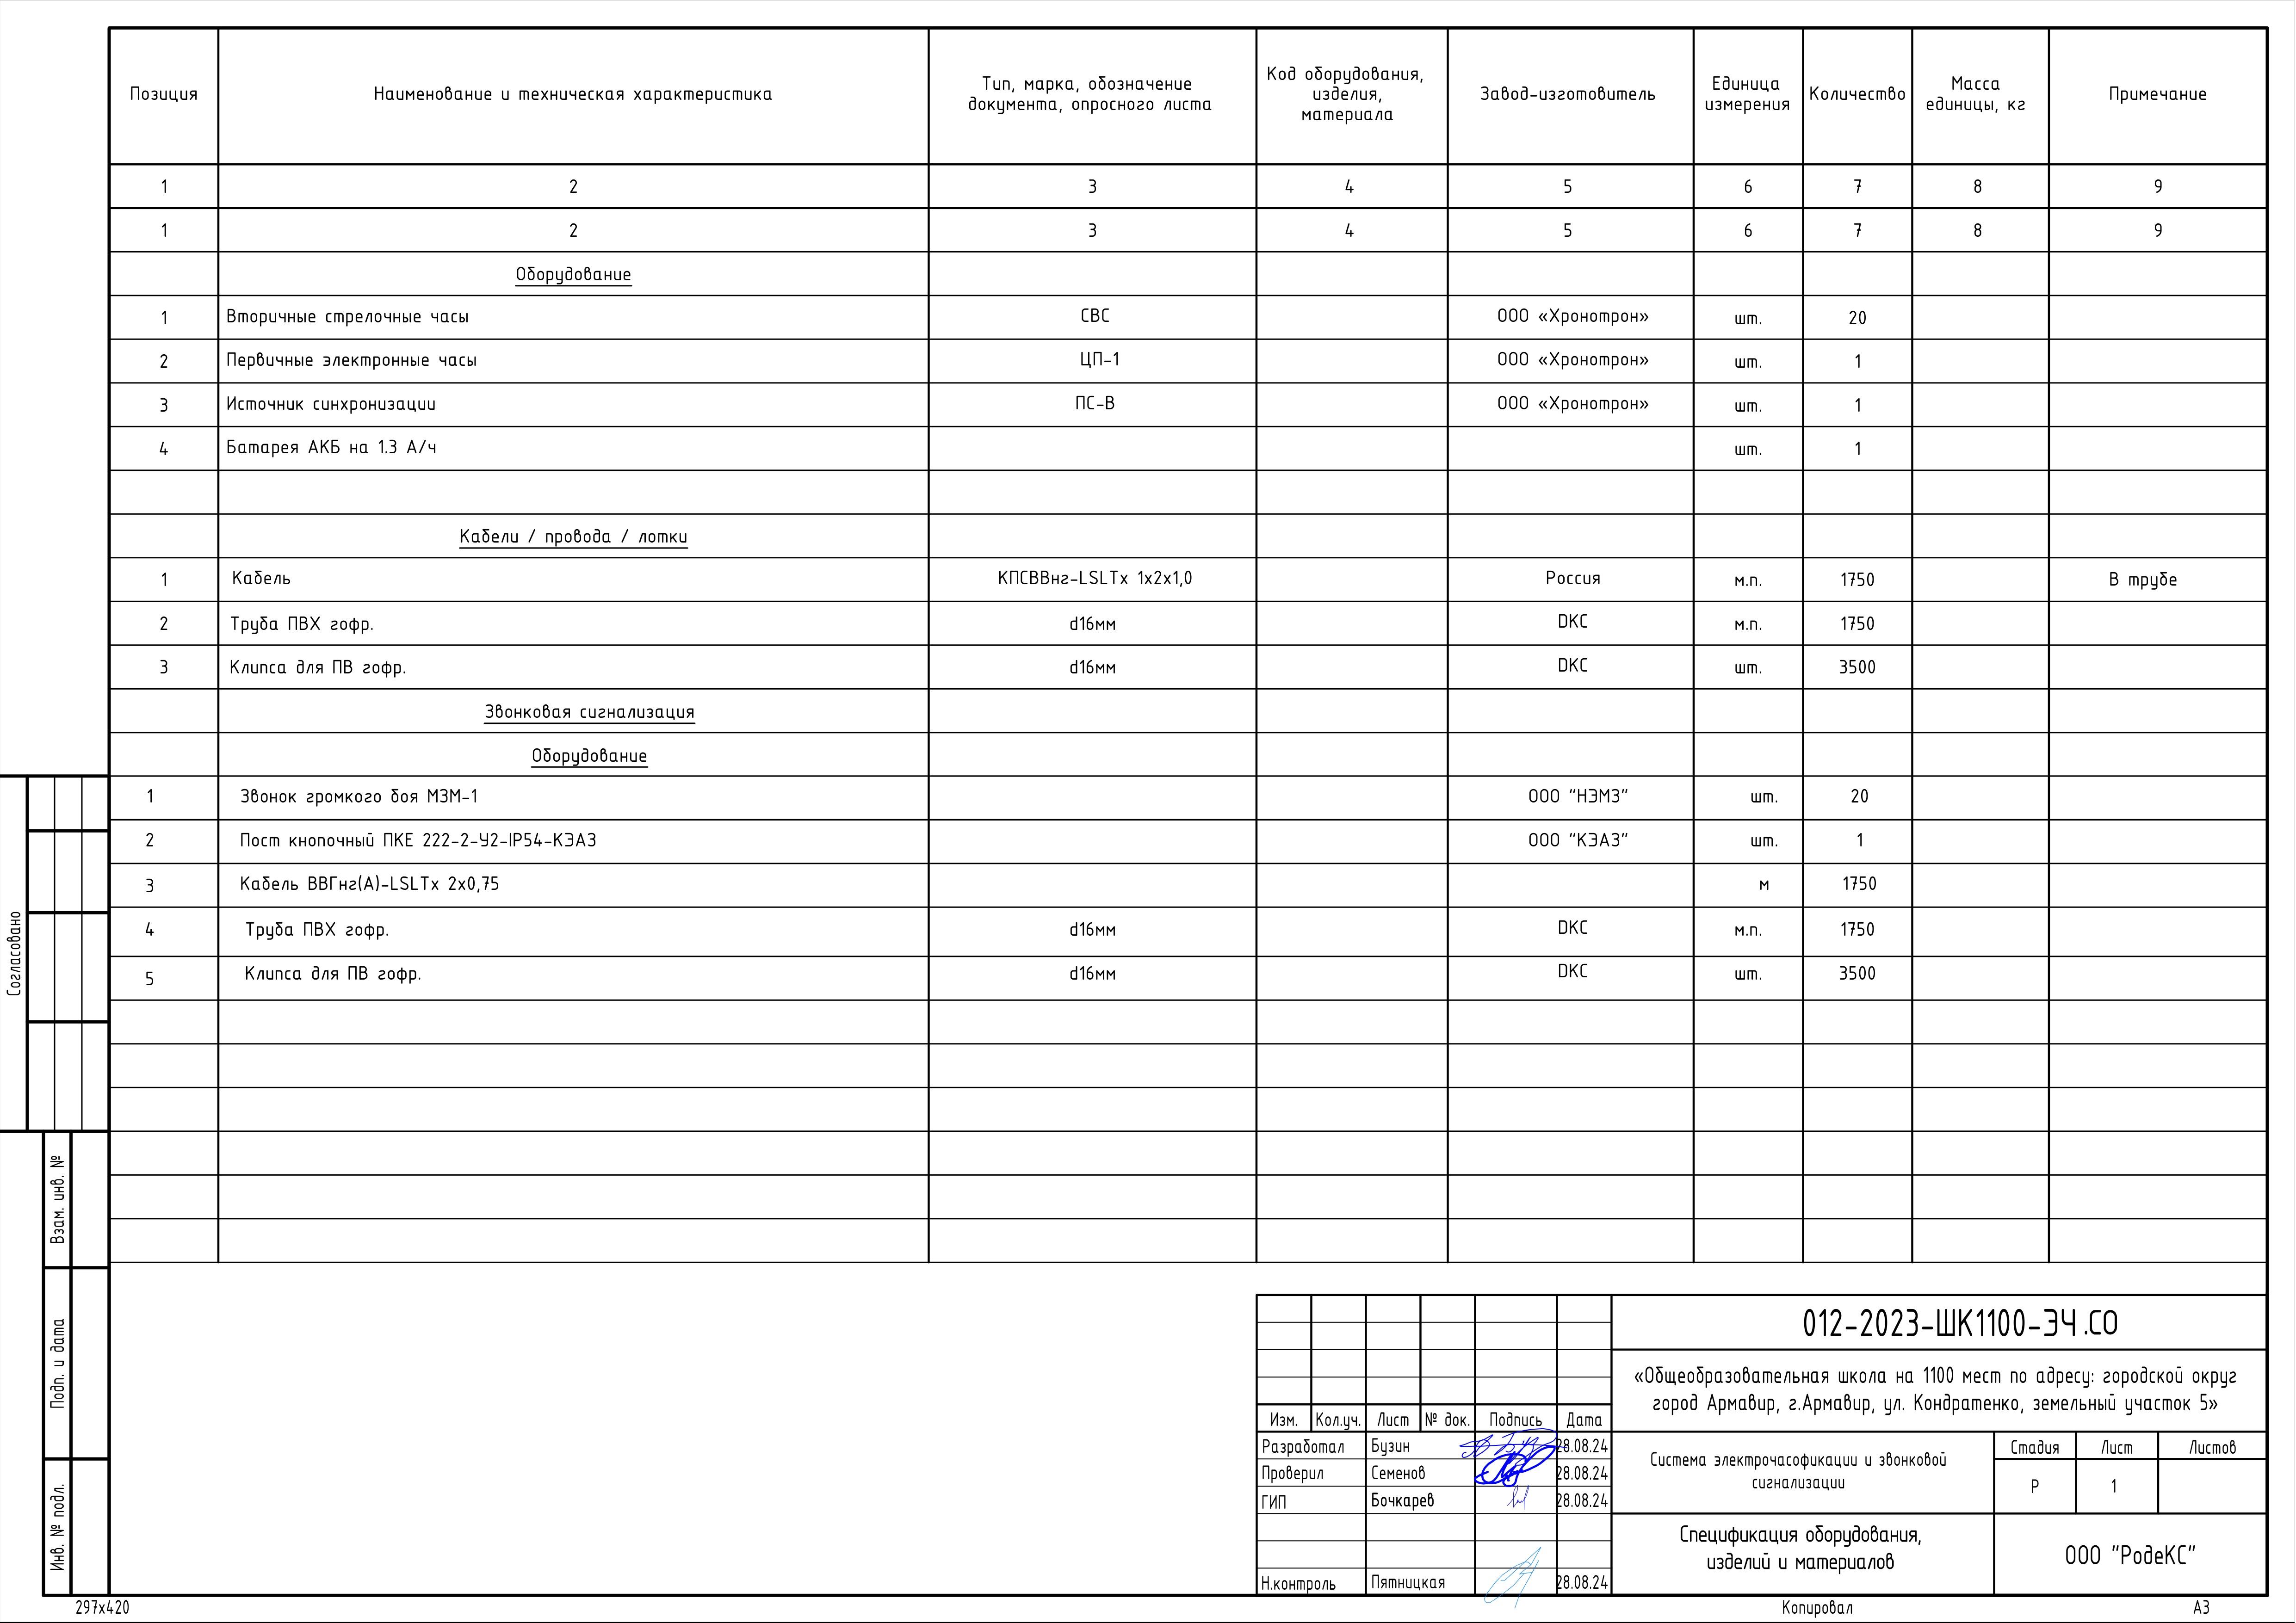 Позиция
Наименование и техническая характеристика
Тип, марка, обозначение
документа, опросного листа
Код оборудования,
изделия,
материала
Завод-изготовитель
Единица
измерения
Количество
Масса
единицы, кг
Примечание
1 2 3 4 5 6 7 8 9
1 2 3 4 5 6 7 8 9
Оборудование
1 Вторичные стрелочные часы СВС ООО «Хронотрон» шт. 20
2 Первичные электронные часы ЦП-1 ООО «Хронотрон» шт. 1
3 Источник синхронизации ПС-В ООО «Хронотрон» шт. 1
4 Батарея АКБ на 1.3 А/ч шт. 1
Кабели / провода / лотки
1 Кабель КПСВВнг-LSLTx 1х2х1,0 Россия м.п. 1750 В трубе
2 Труба ПВХ гофр. d16мм DKC м.п. 1750
3 Клипса для ПВ гофр. d16мм DKC шт. 3500
Звонковая сигнализация
Оборудование
1 Звонок громкого боя МЗМ-1 ООО "НЭМЗ" шт. 20
2 Пост кнопочный ПКЕ 222-2-У2-IP54-КЭАЗ ООО "КЭАЗ" шт. 1
3 Кабель ВВГнг(А)-LSLTx 2х0,75 м 1750
4 Труба ПВХ гофр. d16мм DKC м.п. 1750
5 Клипса для ПВ гофр. d16мм DKC шт. 3500
Согласовано
Взам. инв. №
Подп. и дата
Инв. № подл.
012-2023-ШК1100-ЭЧ.СО
«Общеобразовательная школа на 1100 мест по адресу: городской округ
город Армавир, г.Армавир, ул. Кондратенко, земельный участок 5»
Изм. Кол.уч. Лист № док. Подпись Дата
Разработал Бузин 28.08.24
Проверил Семенов 28.08.24
ГИП Бочкарев 28.08.24
Н.контроль Пятницкая 28.08.24
Система электрочасофикации и звонковой
сигнализации
Стадия Лист Листов
Р 1
Спецификация оборудования,
изделий и материалов
ООО "РодеКС"
297х420
Копировал
А3